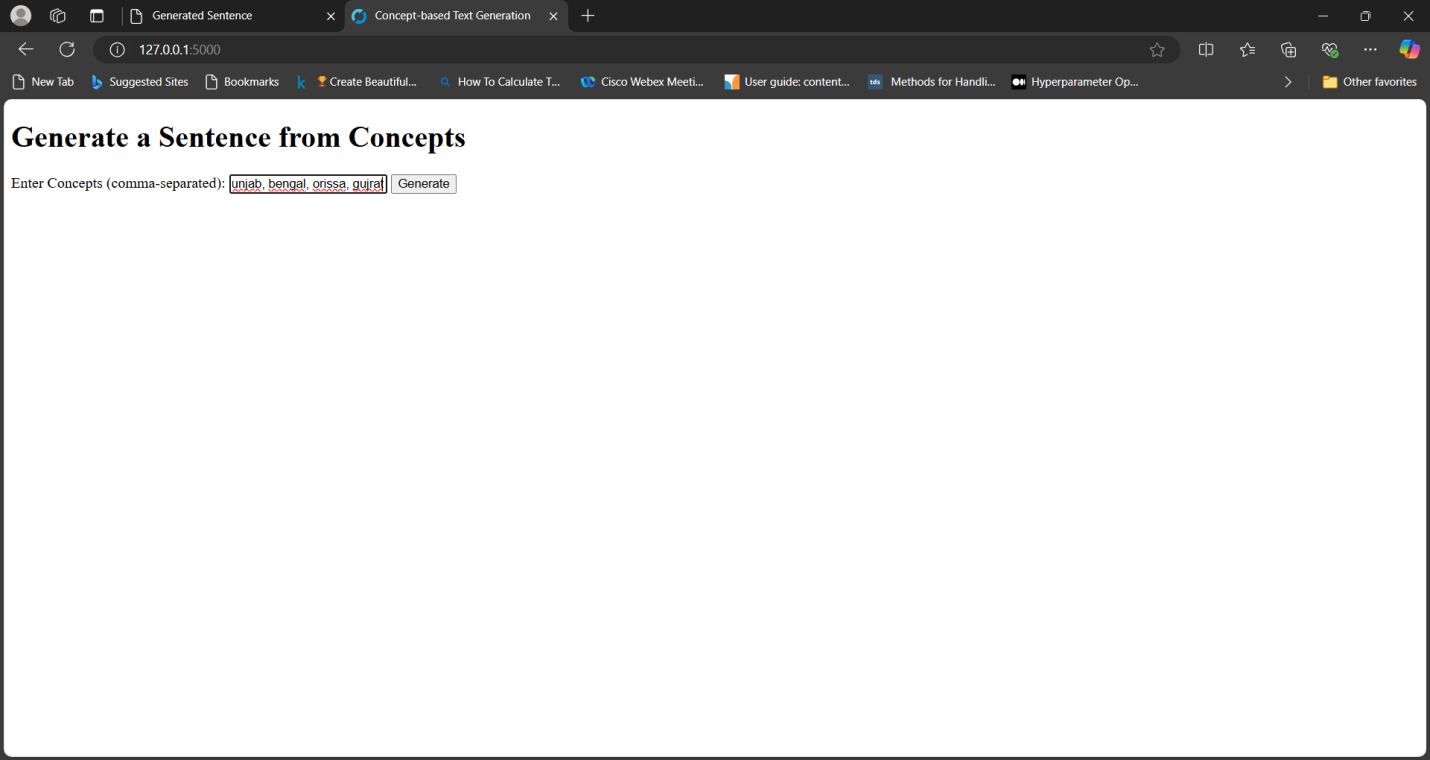 Generated Sentence
Concept-based Text Generation
127.0.0.1:5000
New Tab
Suggested Sites
Bookmarks
Create Beautiful...
How To Calculate T...
Cisco Webex Meeti...
User guide: content...
tds
Methods for Handli...
Hyperparameter Op...
Other favorites
Generate a Sentence from Concepts
Enter Concepts (comma-separated): unjab, bengal, orissa, gujrat Generate